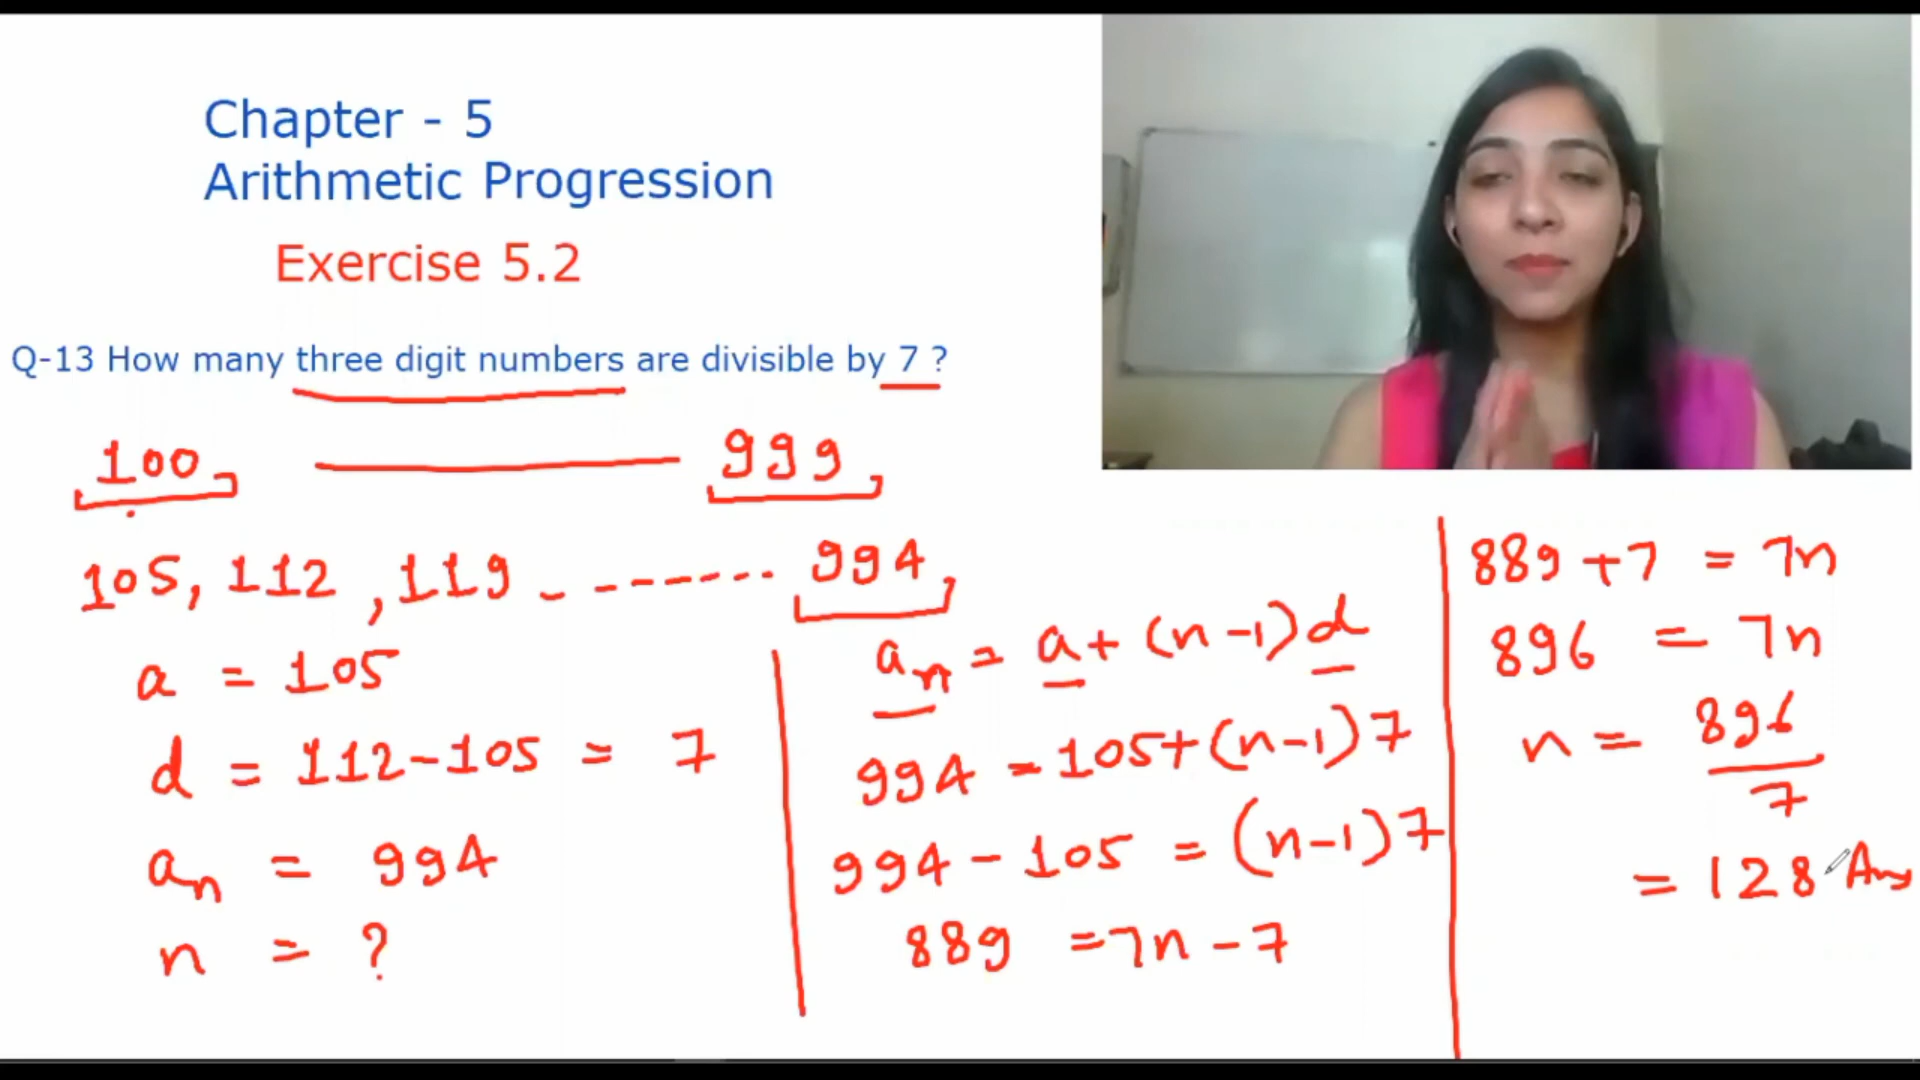 Chapter - 5
Arithmetic Progression
Exercise 5.2
Q-13 How many three digit numbers are divisible by 7 ?
100 ——— 999
105, 112, 119 - ------- 994
a = 105
d = 112-105 = 7
an = 994
n = ?
an = a + (n-1)d
994 = 105+(n-1)7
994 - 105 = (n-1)7
889 = 7n - 7
889 + 7 = 7n
896 = 7n
n = 896/7
= 128 Ans